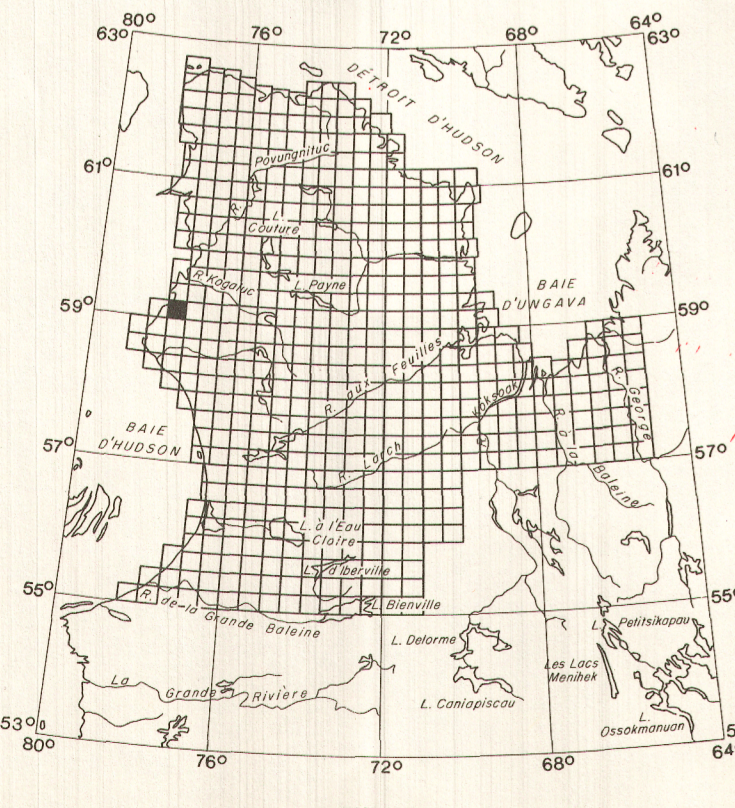 80° 76° 72° 68° 64°
63° 63°
DÉTROIT
D'HUDSON
Povungnituc
R.
61° 61°
L.
Couture
R. Kogaluc
L. Payne
BAIE
D'UNGAVA
59° 59°
R. aux Feuilles
Koksoak
R.
R. George
R. à la
Baleine
BAIE
D'HUDSON
57° 57°
R. Larch
L. à l'Eau
Claire
L. d'Iberville
55° 55°
R. de-la Grande Baleine
L. Bienville
L. Petitsikapau
L. Delorme
Les Lacs
Menihek
La Grande Rivière
L. Caniapiscau
L.
Ossokmanuan
53° 5
80° 76° 72° 68° 64